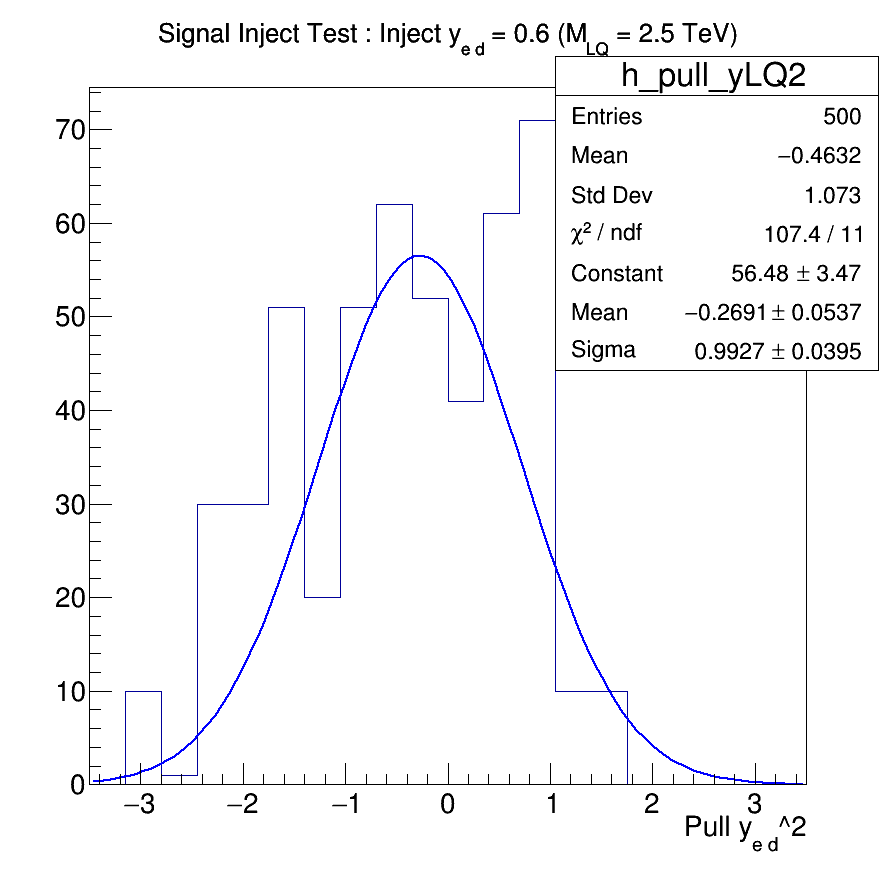 Signal Inject Test : Inject y_{e d} = 0.6 (M_{LQ} = 2.5 TeV)
h_pull_yLQ2
Entries 500
Mean −0.4632
Std Dev 1.073
χ² / ndf 107.4 / 11
Constant 56.48 ± 3.47
Mean −0.2691 ± 0.0537
Sigma 0.9927 ± 0.0395
70
60
50
40
30
20
10
0
−3 −2 −1 0 1 2 3
Pull y_{e d}^2